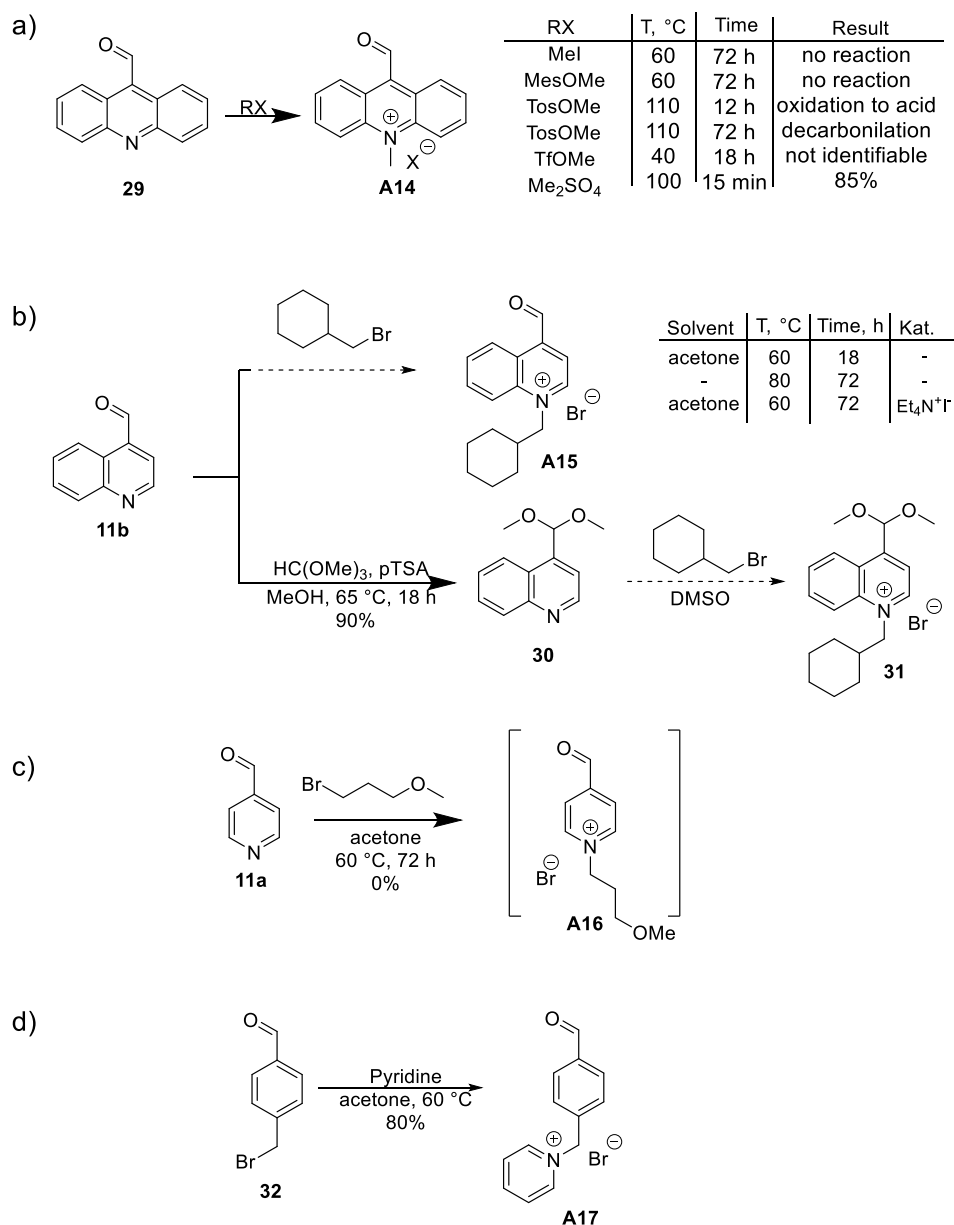 a)
O
N
29
RX
O
N
+
X
−
A14
RX T, °C Time Result
MeI 60 72 h no reaction
MesOMe 60 72 h no reaction
TosOMe 110 12 h oxidation to acid
TosOMe 110 72 h decarbonilation
TfOMe 40 18 h not identifiable
Me2SO4 100 15 min 85%
b)
O
N
11b
Br
O
+
N
Br −
A15
Solvent T, °C Time, h Kat.
acetone 60 18 -
- 80 72 -
acetone 60 72 Et4N+I-
HC(OMe)3, pTSA
MeOH, 65 °C, 18 h
90%
O O
N
30
Br
DMSO
O O
+
N
Br −
31
c)
O
N
11a
Br O
acetone
60 °C, 72 h
0%
O
+
N
Br −
OMe
A16
d)
O
Br
32
Pyridine
acetone, 60 °C
80%
O
+
N Br −
A17